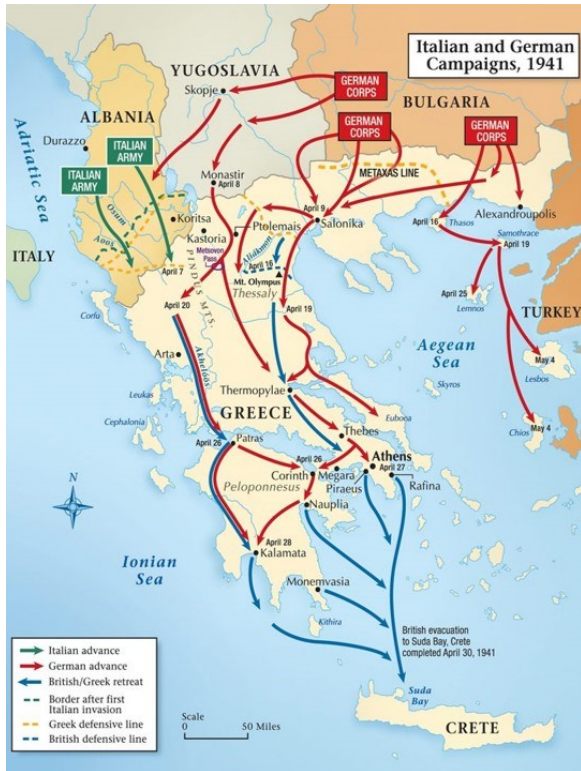 Italian and German
Campaigns, 1941
YUGOSLAVIA
Skopje
GERMAN
CORPS
BULGARIA
GERMAN
CORPS
GERMAN
CORPS
ALBANIA
Adriatic Sea
Durazzo
ITALIAN
ARMY
ITALIAN
ARMY
Monastir
April 8
METAXAS LINE
Osum
Aoos
Koritsa
Kastoria
Ptolemais
April 9
Salonika
April 16
Thasos
Alexandroupolis
Samothrace
April 19
ITALY
Metsovon
Pass
Aliakmon
April 16
April 7
Mt. Olympus
Thessaly
PINDUS MTS.
April 20
April 19
April 25
Lemnos
TURKEY
Corfu
Arta
Akheloös
Aegean
Sea
May 4
Lesbos
Leukas
Thermopylae
Skyros
GREECE
Euboea
May 4
Chios
Cephalonia
Thebes
April 26
Patras
April 26
Athens
April 27
Corinth
Megara
Piraeus
Rafina
Peloponnesus
Nauplia
April 28
Kalamata
Ionian
Sea
Monemvasia
Kithira
British evacuation
to Suda Bay, Crete
completed April 30, 1941
Italian advance
German advance
British/Greek retreat
Border after first
Italian invasion
Greek defensive line
British defensive line
Scale
0
50 Miles
Suda
Bay
CRETE